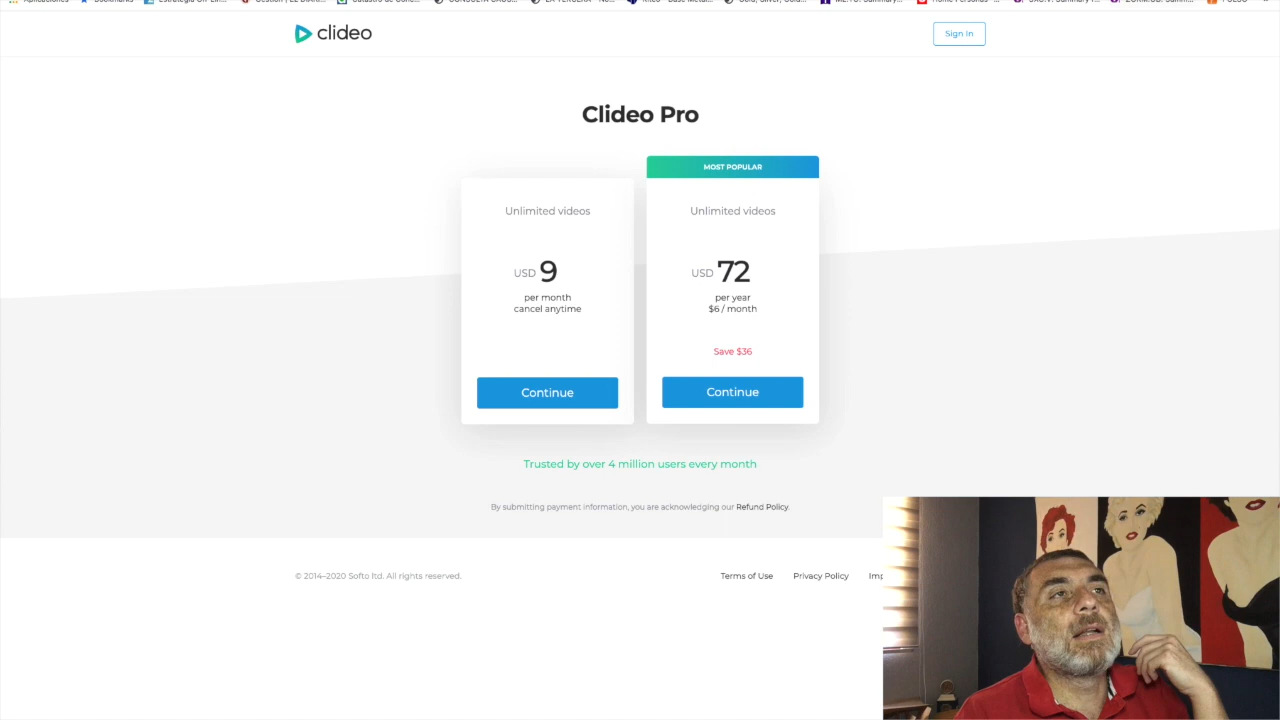 Aplicaciones
Bookmarks
clideo
Sign In
Clideo Pro
MOST POPULAR
Unlimited videos
Unlimited videos
USD 9
USD 72
per month
per year
cancel anytime
$6 / month
Save $36
Continue
Continue
Trusted by over 4 million users every month
By submitting payment information, you are acknowledging our Refund Policy.
© 2014–2020 Softo ltd. All rights reserved.
Terms of Use
Privacy Policy
Imp